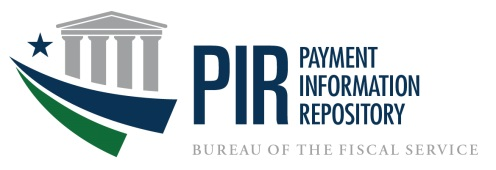 PIR
PAYMENT
INFORMATION
REPOSITORY
BUREAU OF THE FISCAL SERVICE